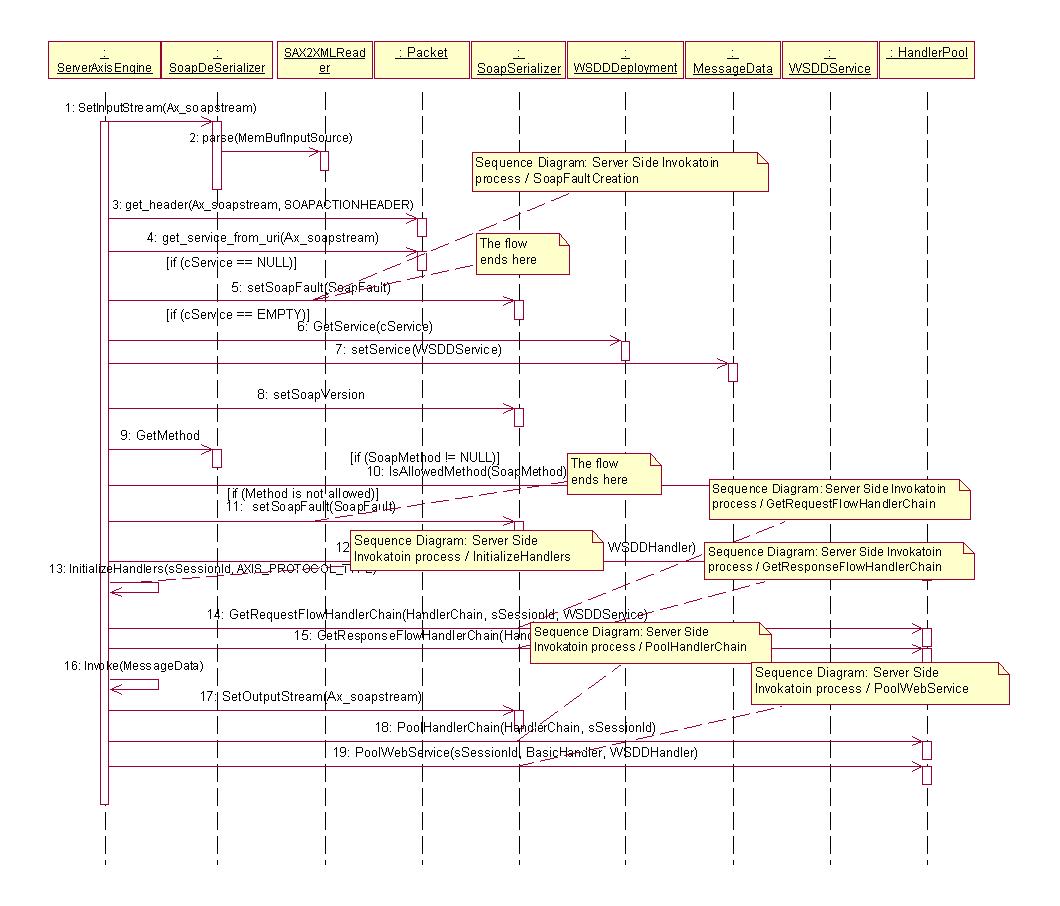 :
ServerAxisEngine
:
SoapDeSerializer
SAX2XMLRead
er
: Packet
:
SoapSerializer
:
WSDDDeployment
:
MessageData
:
WSDDService
: HandlerPool
1: SetInputStream(Ax_soapstream)
2: parse(MemBufInputSource)
Sequence Diagram: Server Side Invokatoin
process / SoapFaultCreation
3: get_header(Ax_soapstream, SOAPACTIONHEADER)
4: get_service_from_uri(Ax_soapstream)
The flow
ends here
[if (cService == NULL)]
5: setSoapFault(SoapFault)
[if (cService == EMPTY)]
6: GetService(cService)
7: setService(WSDDService)
8: setSoapVersion
9: GetMethod
[if (SoapMethod != NULL)]
10: IsAllowedMethod(SoapMethod)
The flow
ends here
[if (Method is not allowed)]
11: setSoapFault(SoapFault)
Sequence Diagram: Server Side Invokatoin
process / GetRequestFlowHandlerChain
12
Sequence Diagram: Server Side
Invokatoin process / InitializeHandlers
WSDDHandler)
Sequence Diagram: Server Side Invokatoin
process / GetResponseFlowHandlerChain
13: InitializeHandlers(sSessionId, AXIS_PROTOCOL_TYPE)
14: GetRequestFlowHandlerChain(HandlerChain, sSessionId, WSDDService)
15: GetResponseFlowHandlerChain(Hand
Sequence Diagram: Server Side
Invokatoin process / PoolHandlerChain
16: Invoke(MessageData)
Sequence Diagram: Server Side
Invokatoin process / PoolWebService
17: SetOutputStream(Ax_soapstream)
18: PoolHandlerChain(HandlerChain, sSessionId)
19: PoolWebService(sSessionId, BasicHandler, WSDDHandler)